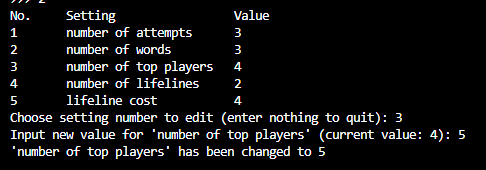 >>> 2
No. Setting Value
1 number of attempts 3
2 number of words 3
3 number of top players 4
4 number of lifelines 2
5 lifeline cost 4
Choose setting number to edit (enter nothing to quit): 3
Input new value for 'number of top players' (current value: 4): 5
'number of top players' has been changed to 5